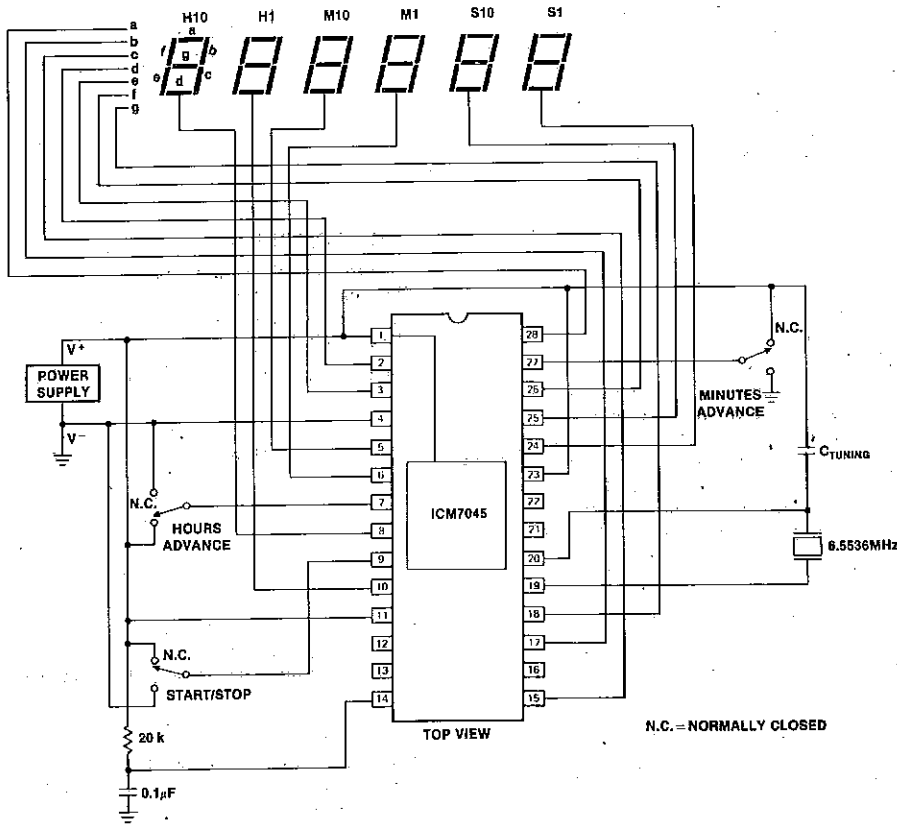 H10 H1 M10 M1 S10 S1
a
b
c
d
e
f
g
a
f
g
b
e
d
c
V+
POWER
SUPPLY
V−
N.C.
HOURS
ADVANCE
N.C.
START/STOP
20 k
0.1µF
1
2
3
4
5
6
7
8
9
10
11
12
13
14
ICM7045
28
27
26
25
24
23
22
21
20
19
18
17
16
15
TOP VIEW
N.C.
MINUTES
ADVANCE
CTUNING
6.5536MHz
N.C. = NORMALLY CLOSED